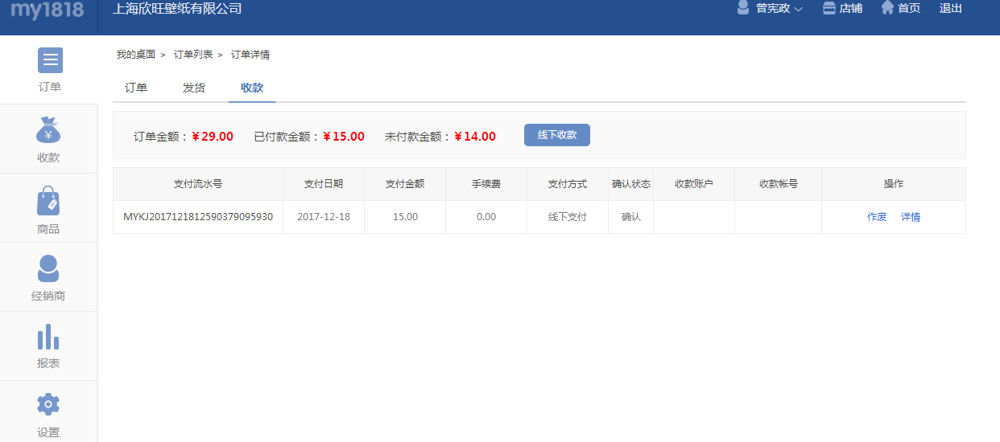 my1818 上海欣旺壁纸有限公司 曾宪政 店铺 首页 退出
我的桌面 > 订单列表 > 订单详情
订单 发货 收款
订单金额：￥29.00 已付款金额：￥15.00 未付款金额：￥14.00 线下收款
支付流水号 支付日期 支付金额 手续费 支付方式 确认状态 收款账户 收款帐号 操作
MYKJ2017121812590379095930 2017-12-18 15.00 0.00 线下支付 确认 作废 详情
订单
收款
商品
经销商
报表
设置